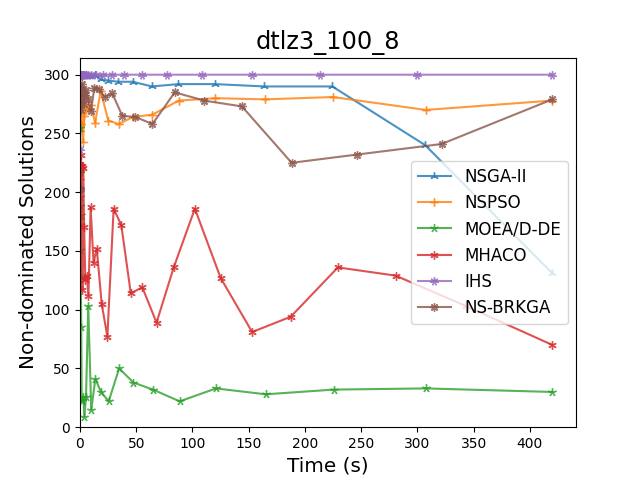 dtlz3_100_8
300
250
200
150
100
50
0
Non-dominated Solutions
NSGA-II
NSPSO
MOEA/D-DE
MHACO
IHS
NS-BRKGA
0 50 100 150 200 250 300 350 400
Time (s)